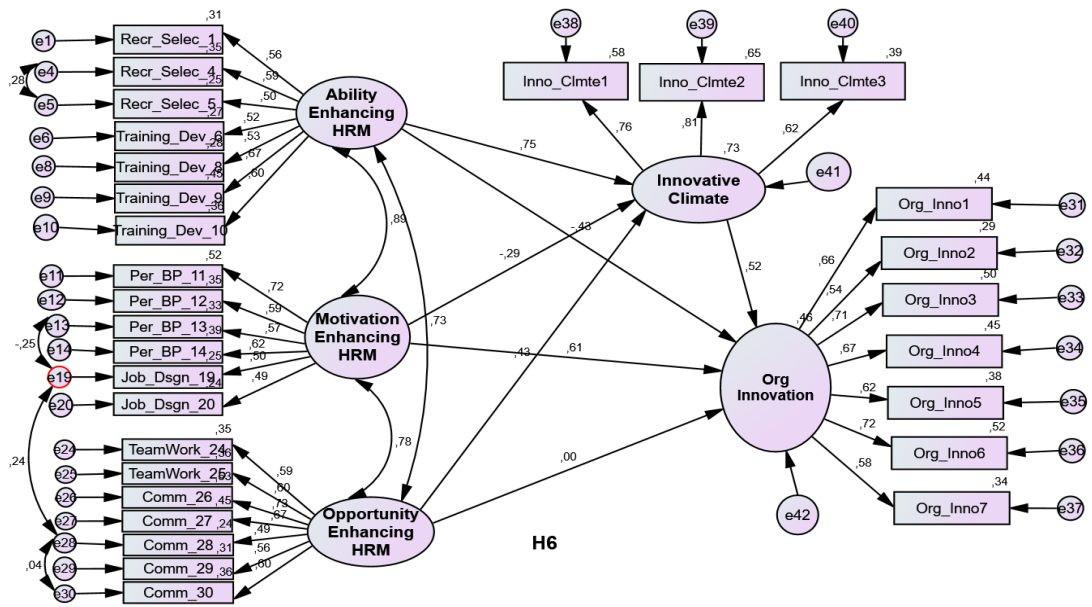 e38
e39
e40
,31
,58
,65
,39
e1
Recr_Selec_1
,35
,56
Inno_Clmte1
Inno_Clmte2
Inno_Clmte3
,28
e4
Recr_Selec_4
,25
,59
e5
Recr_Selec_5
,27
,50
Ability
Enhancing
HRM
,76
,81
,62
e6
Training_Dev_6
,28
,52
e8
Training_Dev_8
,45
,53
,75
,73
e9
Training_Dev_9
,36
,67
Innovative
Climate
e41
e10
Training_Dev_10
,60
,44
Org_Inno1
e31
,89
-,43
,29
,52
-,29
,52
,66
Org_Inno2
e32
e11
Per_BP_11
,35
,72
,50
e12
Per_BP_12
,33
,59
,54
Org_Inno3
e33
e13
Per_BP_13
,39
,57
Motivation
Enhancing
HRM
,73
,46
,71
,45
-,25
e14
Per_BP_14
,25
,62
,43
,61
,67
Org_Inno4
e34
e19
Job_Dsgn_19
,24
,50
Org
Innovation
,38
e20
Job_Dsgn_20
,49
,62
Org_Inno5
e35
,35
,52
e24
TeamWork_24
,36
,59
,78
,72
Org_Inno6
e36
,24
e25
TeamWork_25
,53
,60
,00
,58
,34
e26
Comm_26
,45
,73
Org_Inno7
e37
e27
Comm_27
,24
,67
Opportunity
Enhancing
HRM
e42
e28
Comm_28
,31
,49
H6
,04
e29
Comm_29
,36
,56
e30
Comm_30
,60